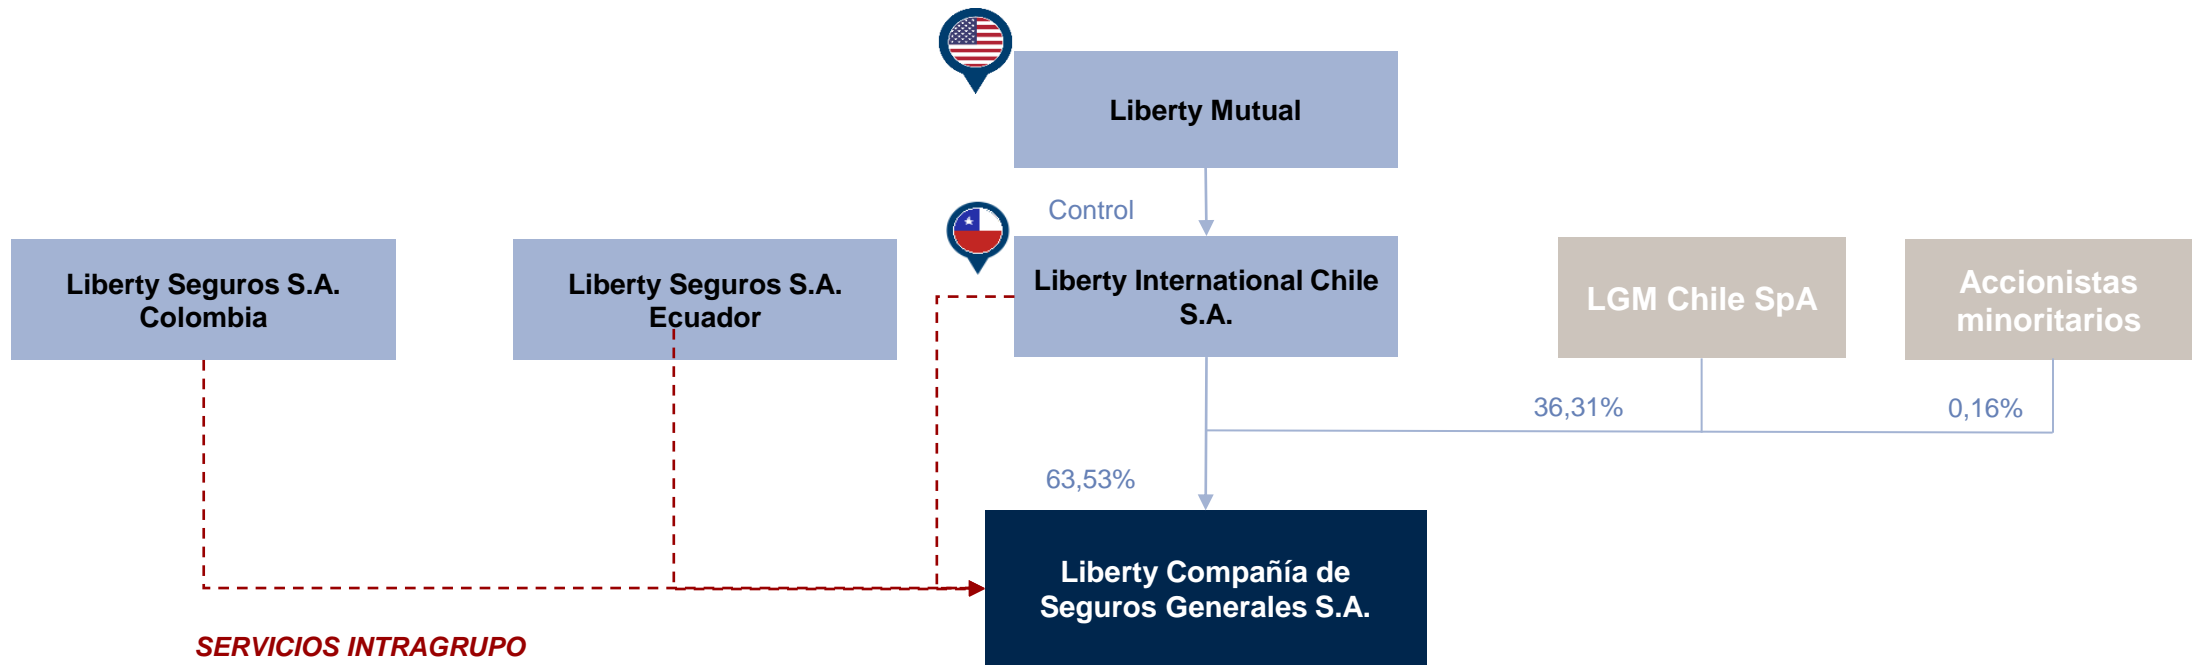 Liberty Mutual
Control
Liberty Seguros S.A.
Colombia
Liberty Seguros S.A.
Ecuador
Liberty International Chile
S.A.
LGM Chile SpA
Accionistas
minoritarios
36,31%
0,16%
63,53%
Liberty Compañía de
Seguros Generales S.A.
SERVICIOS INTRAGRUPO